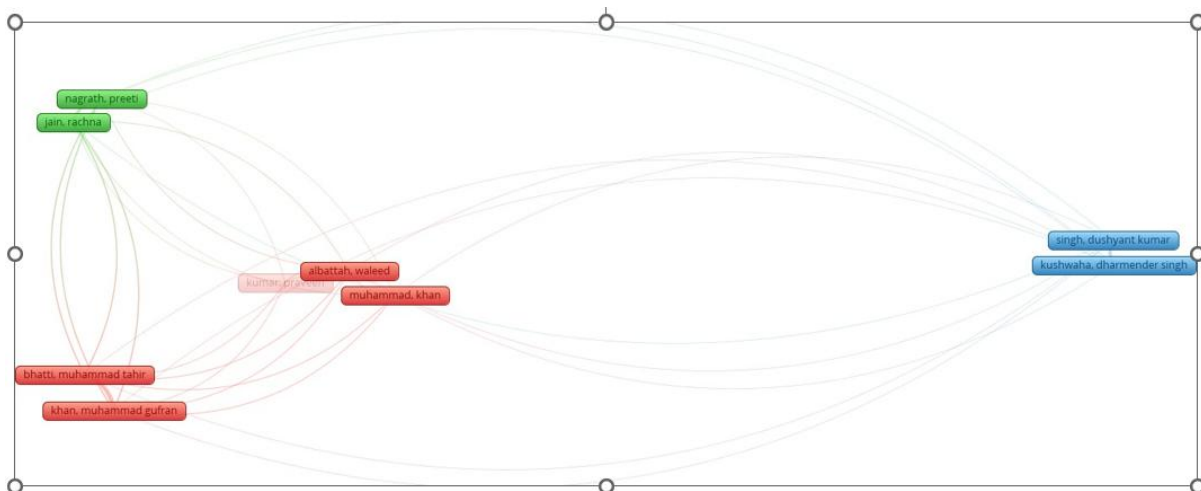 nagrath, preeti
jain, rachna
singh, dushyant kumar
kushwaha, dharmender singh
albattah, waleed
kumar, praveen
muhammad, khan
bhatti, muhammad tahir
khan, muhammad gufran